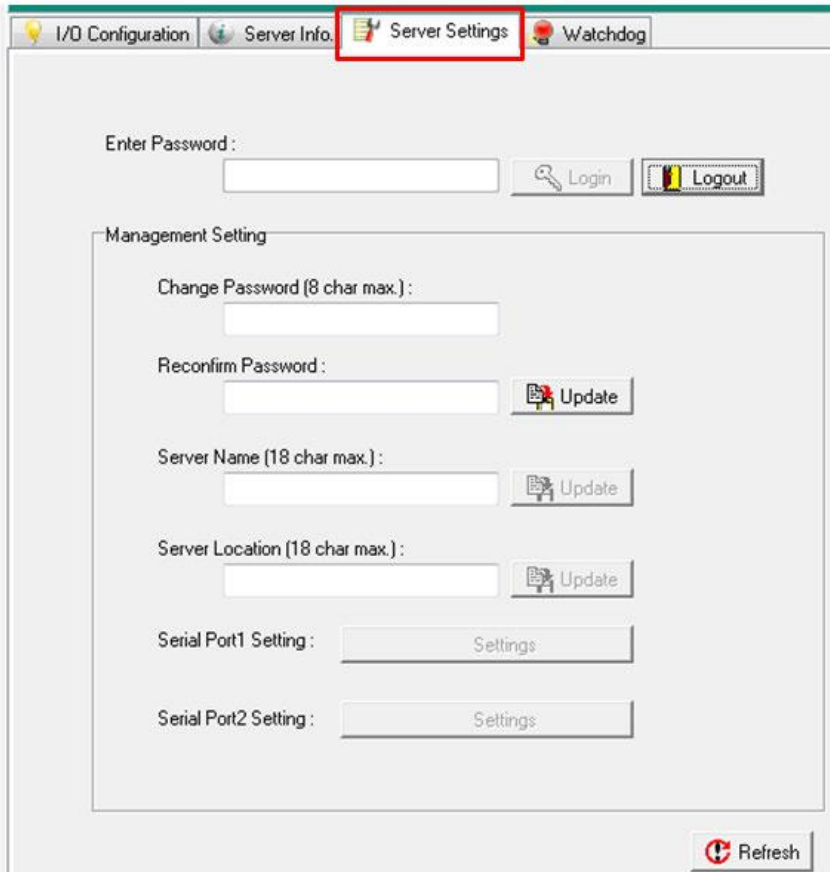 I/O Configuration Server Info. Server Settings Watchdog
Enter Password :
Login Logout
Management Setting
Change Password (8 char max.) :
Reconfirm Password :
Update
Server Name (18 char max.) :
Update
Server Location (18 char max.) :
Update
Serial Port1 Setting : Settings
Serial Port2 Setting : Settings
Refresh